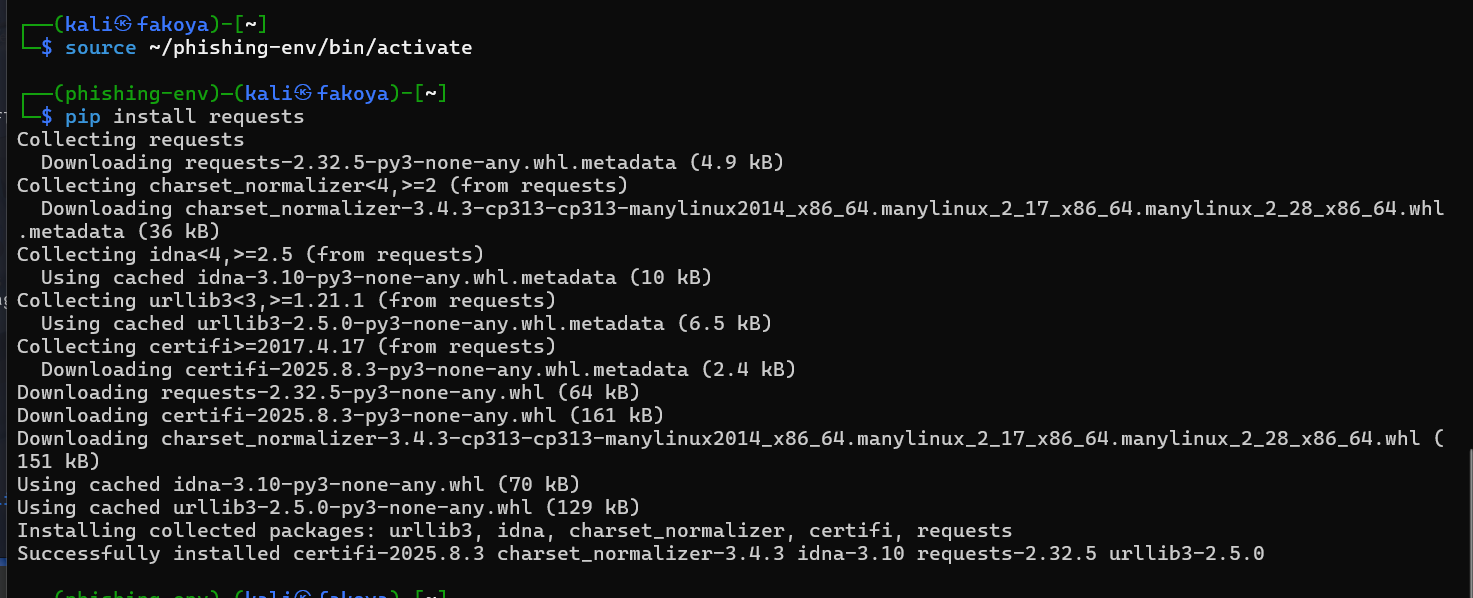 ┌──(kali㉿fakoya)-[~]
└─$ source ~/phishing-env/bin/activate
┌──(phishing-env)─(kali㉿fakoya)-[~]
└─$ pip install requests
Collecting requests
  Downloading requests-2.32.5-py3-none-any.whl.metadata (4.9 kB)
Collecting charset_normalizer<4,>=2 (from requests)
  Downloading charset_normalizer-3.4.3-cp313-cp313-manylinux2014_x86_64.manylinux_2_17_x86_64.manylinux_2_28_x86_64.whl
.metadata (36 kB)
Collecting idna<4,>=2.5 (from requests)
  Using cached idna-3.10-py3-none-any.whl.metadata (10 kB)
Collecting urllib3<3,>=1.21.1 (from requests)
  Using cached urllib3-2.5.0-py3-none-any.whl.metadata (6.5 kB)
Collecting certifi>=2017.4.17 (from requests)
  Downloading certifi-2025.8.3-py3-none-any.whl.metadata (2.4 kB)
Downloading requests-2.32.5-py3-none-any.whl (64 kB)
Downloading certifi-2025.8.3-py3-none-any.whl (161 kB)
Downloading charset_normalizer-3.4.3-cp313-cp313-manylinux2014_x86_64.manylinux_2_17_x86_64.manylinux_2_28_x86_64.whl (
151 kB)
Using cached idna-3.10-py3-none-any.whl (70 kB)
Using cached urllib3-2.5.0-py3-none-any.whl (129 kB)
Installing collected packages: urllib3, idna, charset_normalizer, certifi, requests
Successfully installed certifi-2025.8.3 charset_normalizer-3.4.3 idna-3.10 requests-2.32.5 urllib3-2.5.0
(phishing-env)─(kali㉿fakoya)-[~]